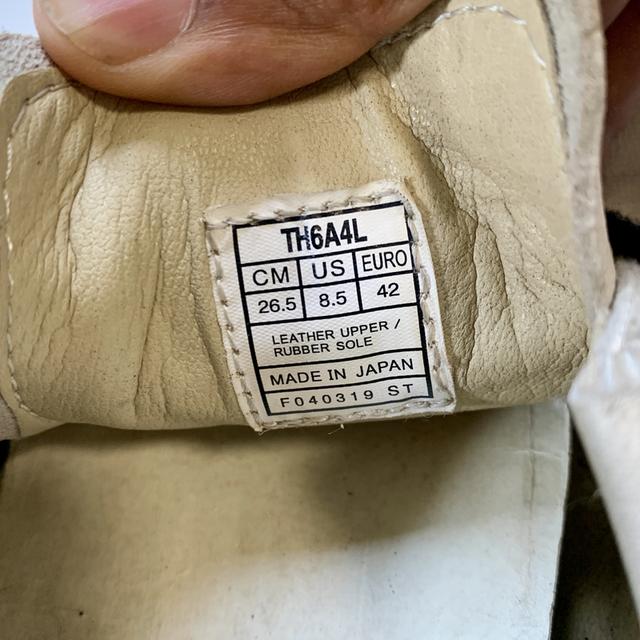 TH6A4L
CM US EURO
26.5 8.5 42
LEATHER UPPER /
RUBBER SOLE
MADE IN JAPAN
F040319 ST